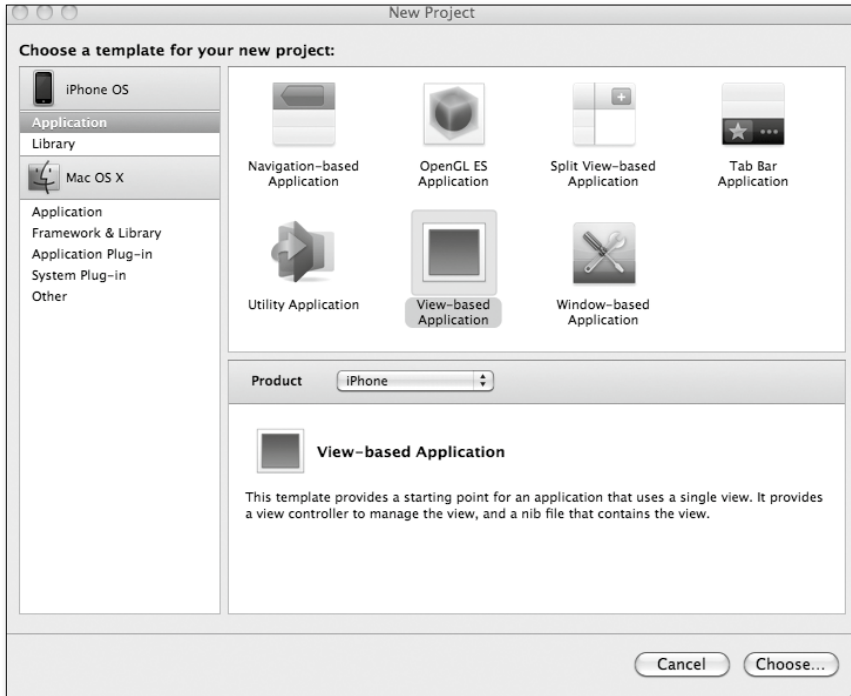 New Project
Choose a template for your new project:
iPhone OS
Application
Library
Mac OS X
Application
Framework & Library
Application Plug-in
System Plug-in
Other
Navigation-based
Application
OpenGL ES
Application
Split View-based
Application
Tab Bar
Application
Utility Application
View-based
Application
Window-based
Application
Product
iPhone
View-based Application
This template provides a starting point for an application that uses a single view. It provides
a view controller to manage the view, and a nib file that contains the view.
Cancel
Choose...